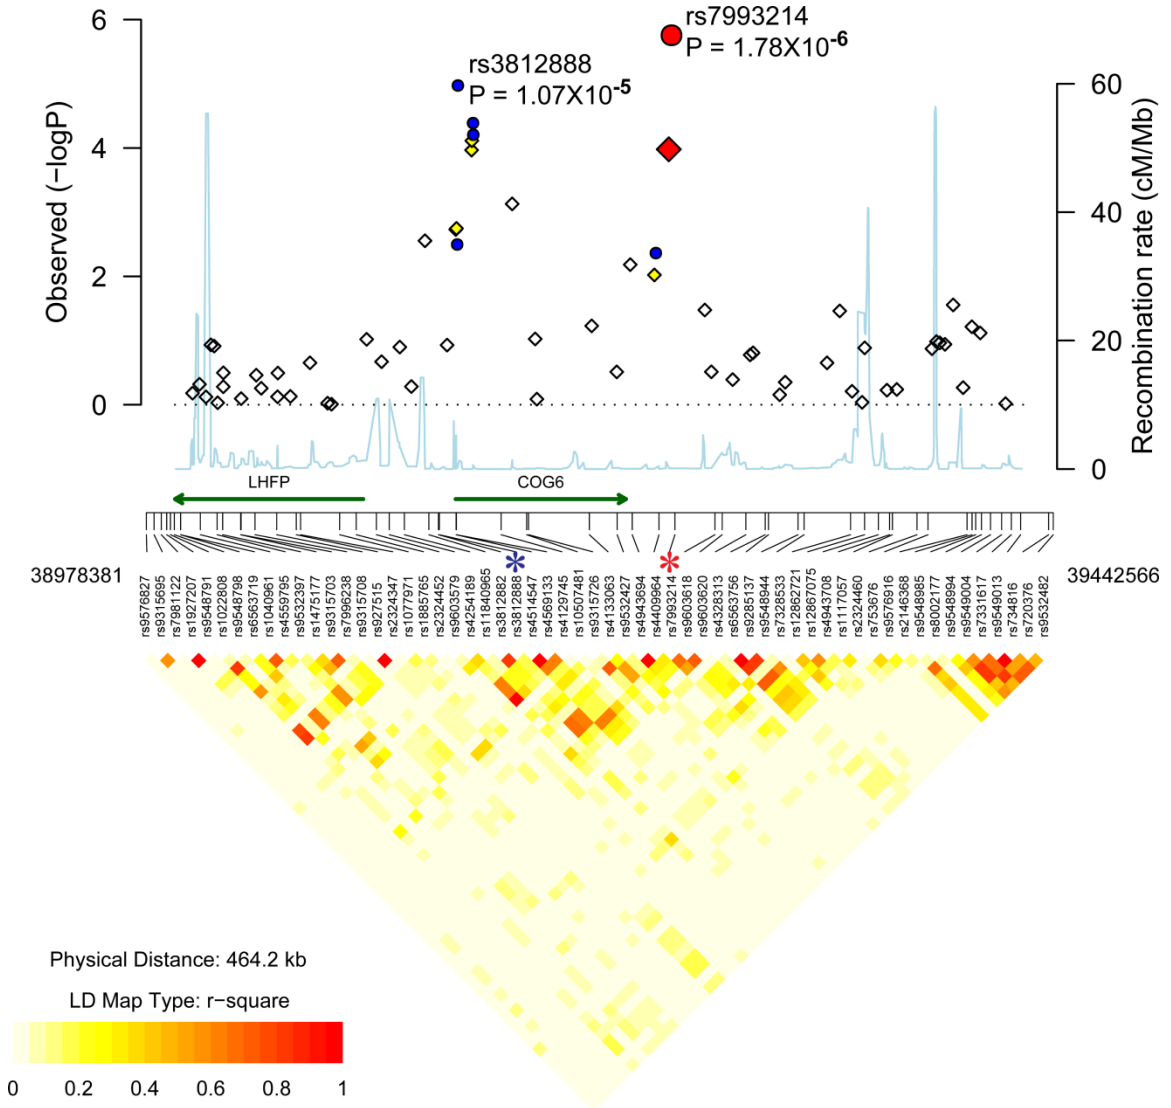 6
4
2
0
Observed (−logP)
rs7993214
P = 1.78X10-6
rs3812888
P = 1.07X10-5
60
40
20
0
Recombination rate (cM/Mb)
LHFP
COG6
*
*
38978381
39442566
rs9576827
rs9315695
rs7981122
rs1927207
rs9548791
rs1022808
rs9548798
rs6563719
rs1040961
rs4559795
rs9532397
rs1475177
rs9315703
rs7996238
rs9315708
rs9275515
rs2324347
rs1077971
rs1885765
rs2324452
rs9603579
rs4254189
rs11840965
rs3812882
rs3812888
rs4514547
rs4569133
rs4129745
rs10507481
rs9315726
rs4133063
rs9532427
rs4943694
rs4409964
rs7993214
rs9603618
rs9603620
rs4328313
rs6563756
rs9285137
rs9548944
rs7328533
rs12862721
rs12867075
rs4943708
rs1117057
rs2324460
rs753676
rs9576916
rs2146368
rs9548985
rs8002177
rs9548994
rs9549004
rs7331617
rs9549013
rs734816
rs720376
rs9532482
Physical Distance: 464.2 kb
LD Map Type: r−square
0 0.2 0.4 0.6 0.8 1